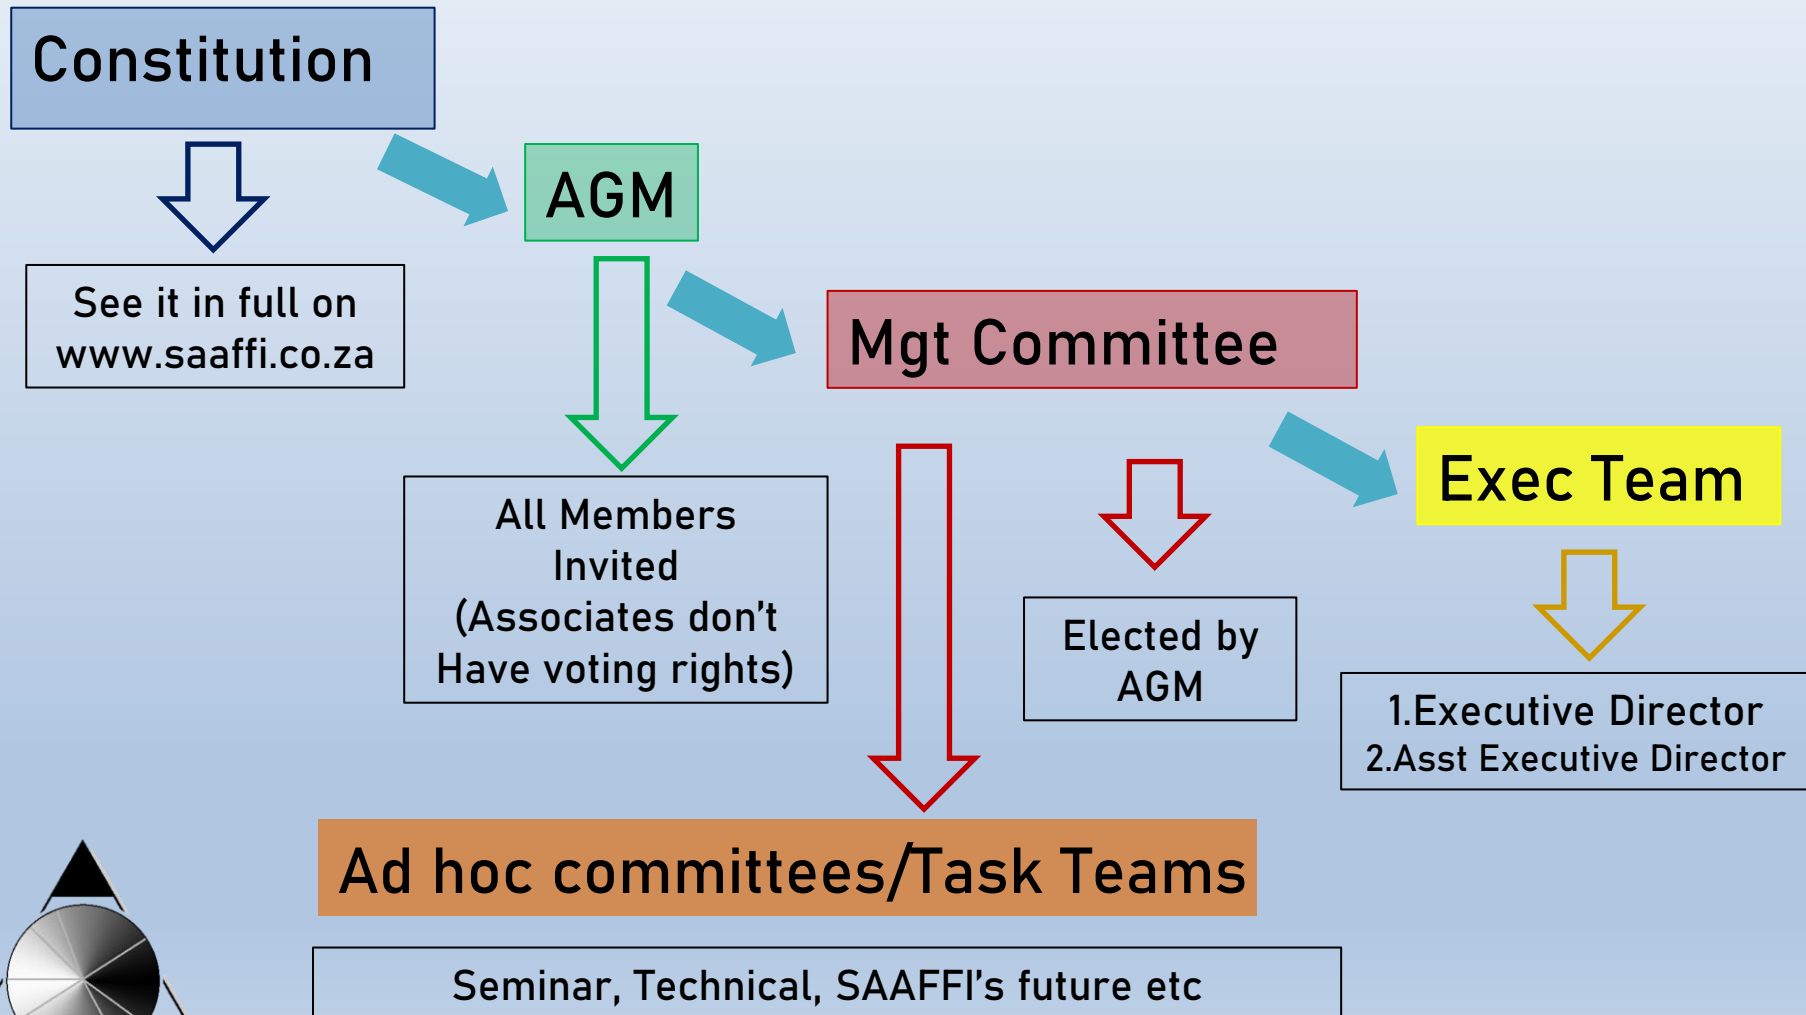 Constitution
See it in full on
www.saaffi.co.za
AGM
All Members
Invited
(Associates don't
Have voting rights)
Mgt Committee
Elected by
AGM
Exec Team
1.Executive Director
2.Asst Executive Director
Ad hoc committees/Task Teams
Seminar, Technical, SAAFFI's future etc